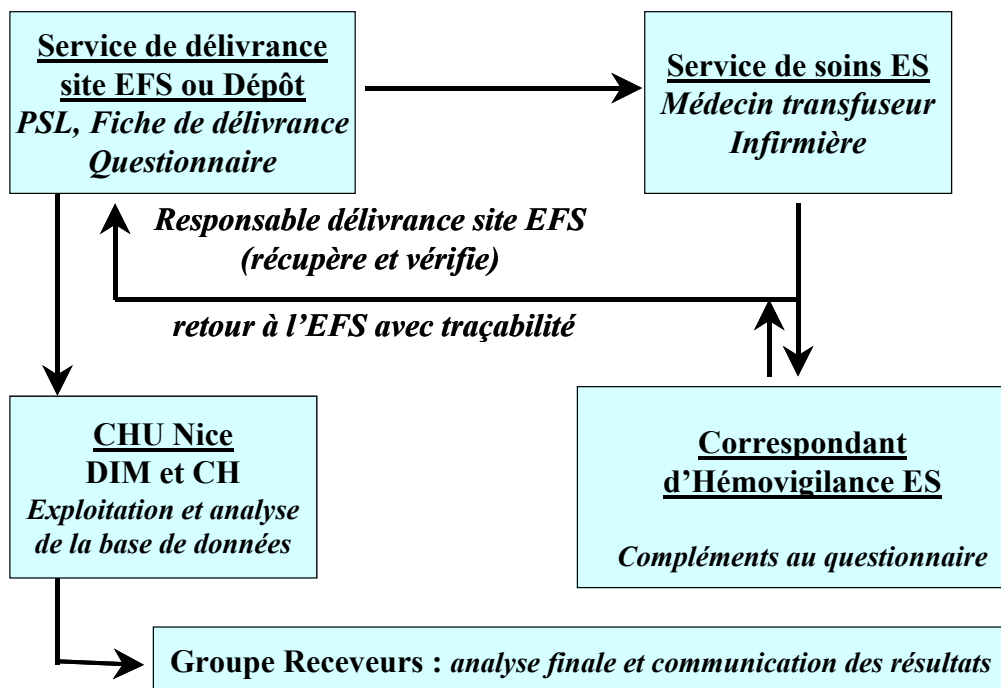 Service de délivrance
site EFS ou Dépôt
PSL, Fiche de délivrance
Questionnaire
Service de soins ES
Médecin transfuseur
Infirmière
Responsable délivrance site EFS
(récupère et vérifie)
retour à l’EFS avec traçabilité
CHU Nice
DIM et CH
Exploitation et analyse
de la base de données
Correspondant
d’Hémovigilance ES
Compléments au questionnaire
Groupe Receveurs : analyse finale et communication des résultats